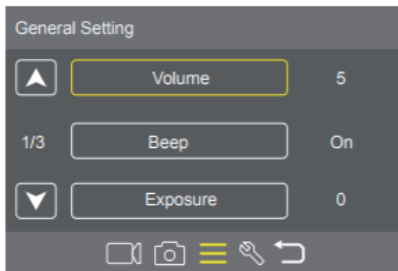 General Setting
Volume 5
1/3 Beep On
Exposure 0